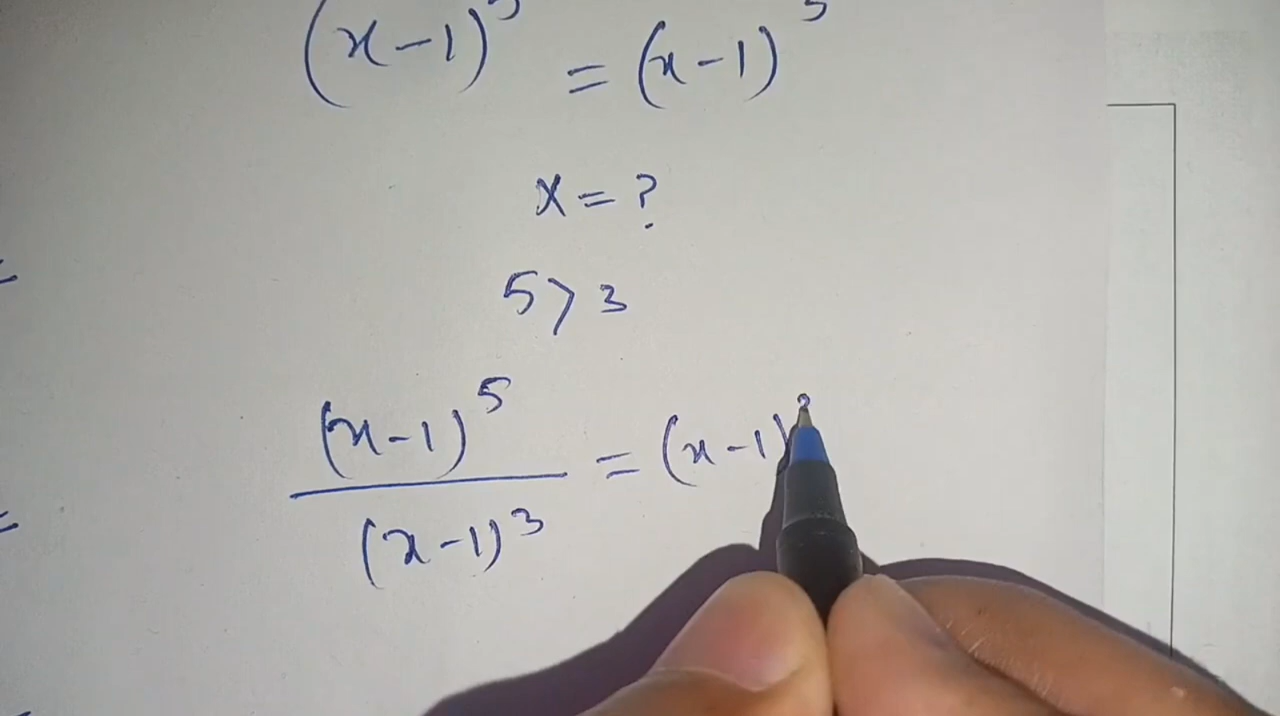 (x-1)⁵ = (x-1)³
x = ?
5 > 3
(x-1)⁵ / (x-1)³ = (x-1)